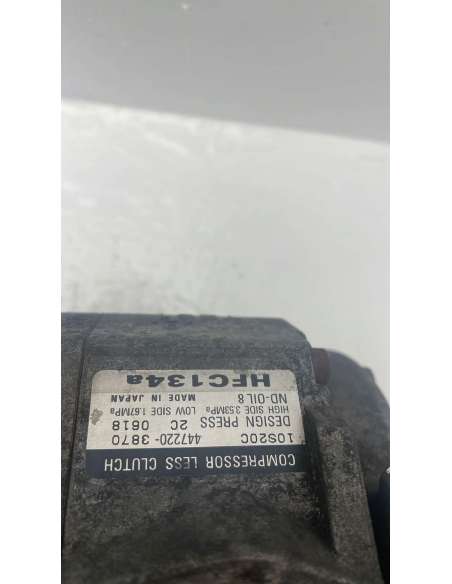 COMPRESSOR LESS CLUTCH
10S20C 447220-3870
DESIGN PRESS 2C 0618
HIGH SIDE 3.53MPa LOW SIDE 1.67MPa
ND-OIL 8 MADE IN JAPAN
HFC134a